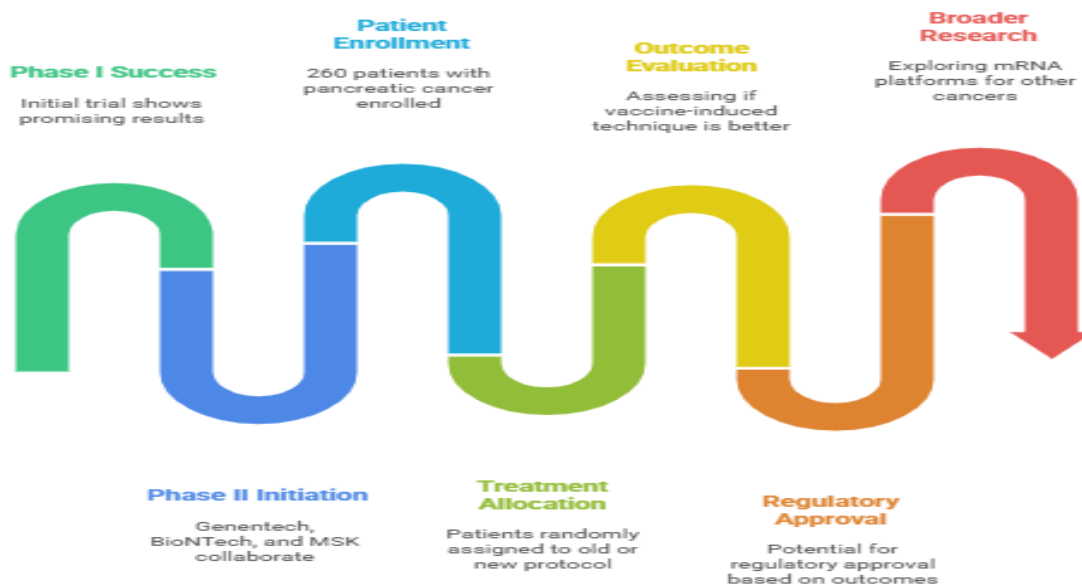 Phase I Success
Initial trial shows
promising results
Phase II Initiation
Genentech,
BioNTech, and MSK
collaborate
Patient
Enrollment
260 patients with
pancreatic cancer
enrolled
Treatment
Allocation
Patients randomly
assigned to old or
new protocol
Outcome
Evaluation
Assessing if
vaccine-induced
technique is better
Regulatory
Approval
Potential for
regulatory approval
based on outcomes
Broader
Research
Exploring mRNA
platforms for other
cancers